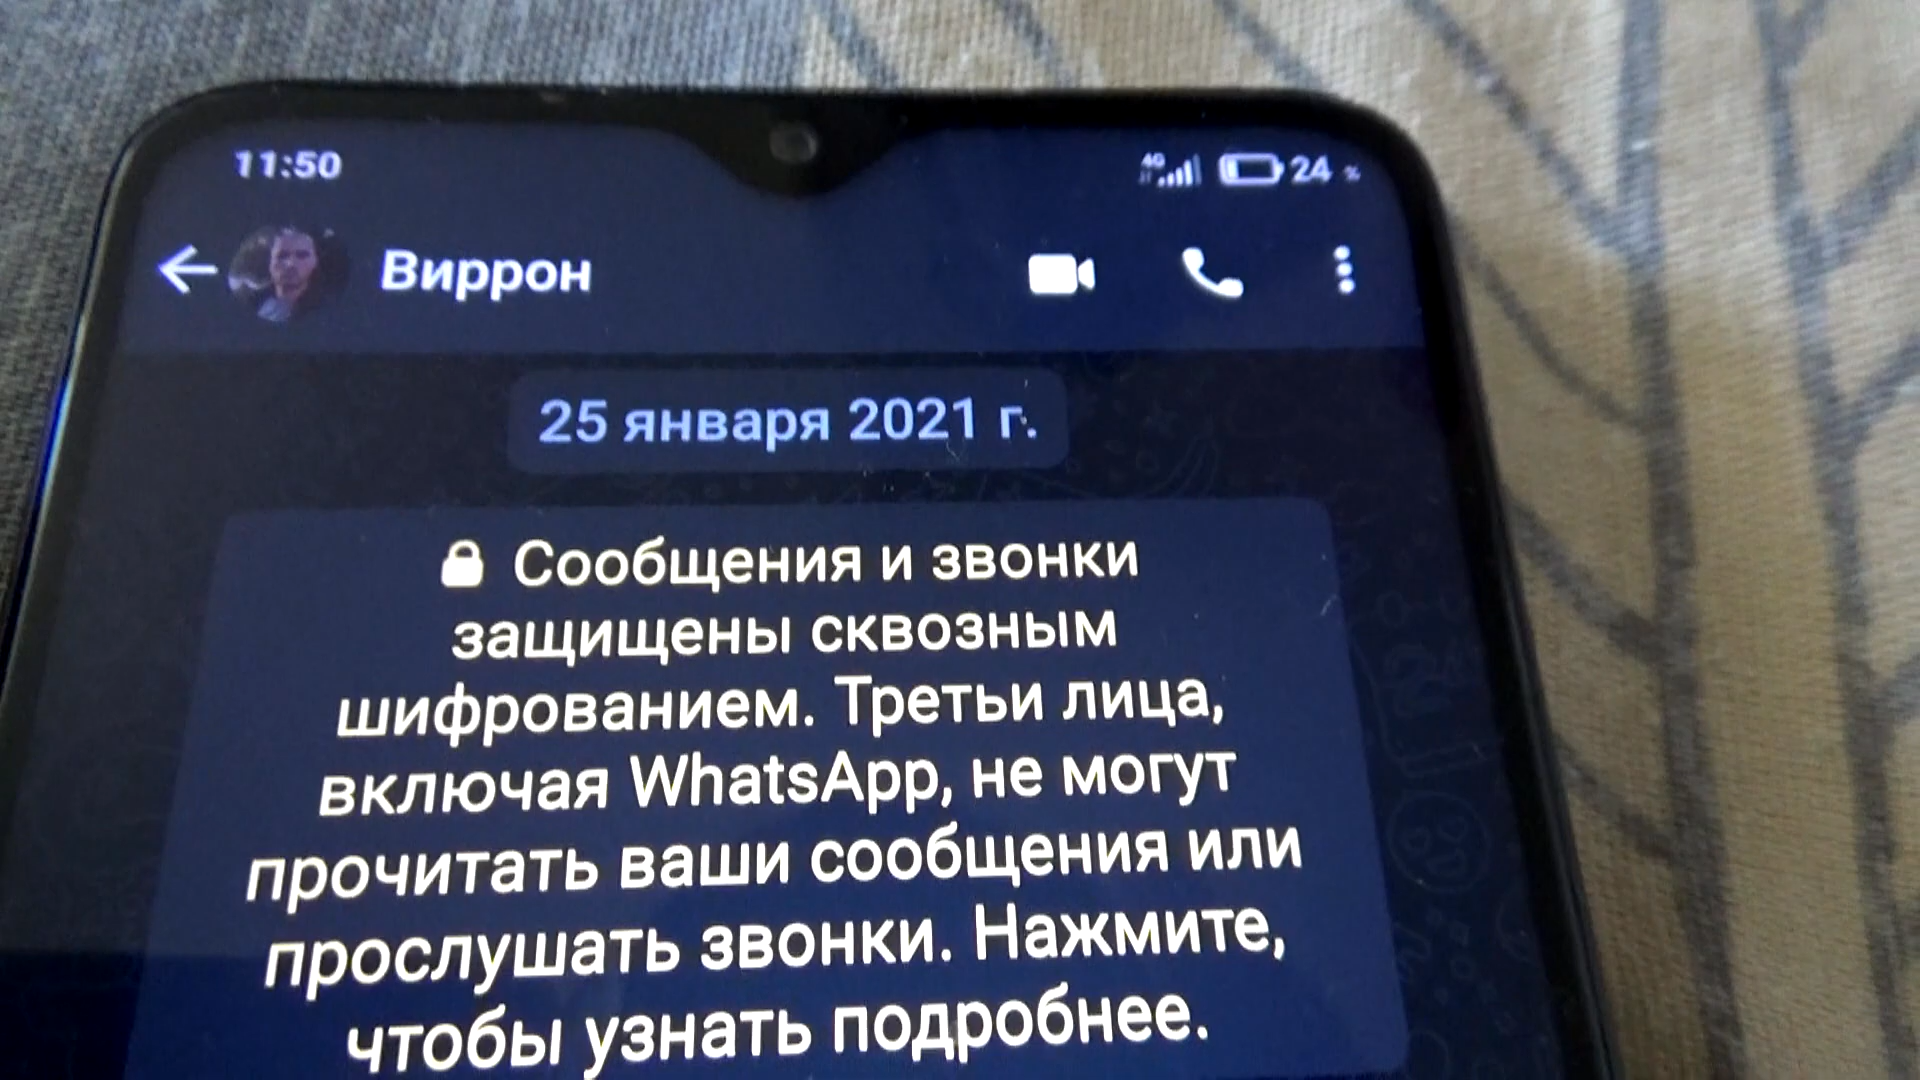 11:50
4G
24 %
Виррон
25 января 2021 г.
Сообщения и звонки
защищены сквозным
шифрованием. Третьи лица,
включая WhatsApp, не могут
прочитать ваши сообщения или
прослушать звонки. Нажмите,
чтобы узнать подробнее.